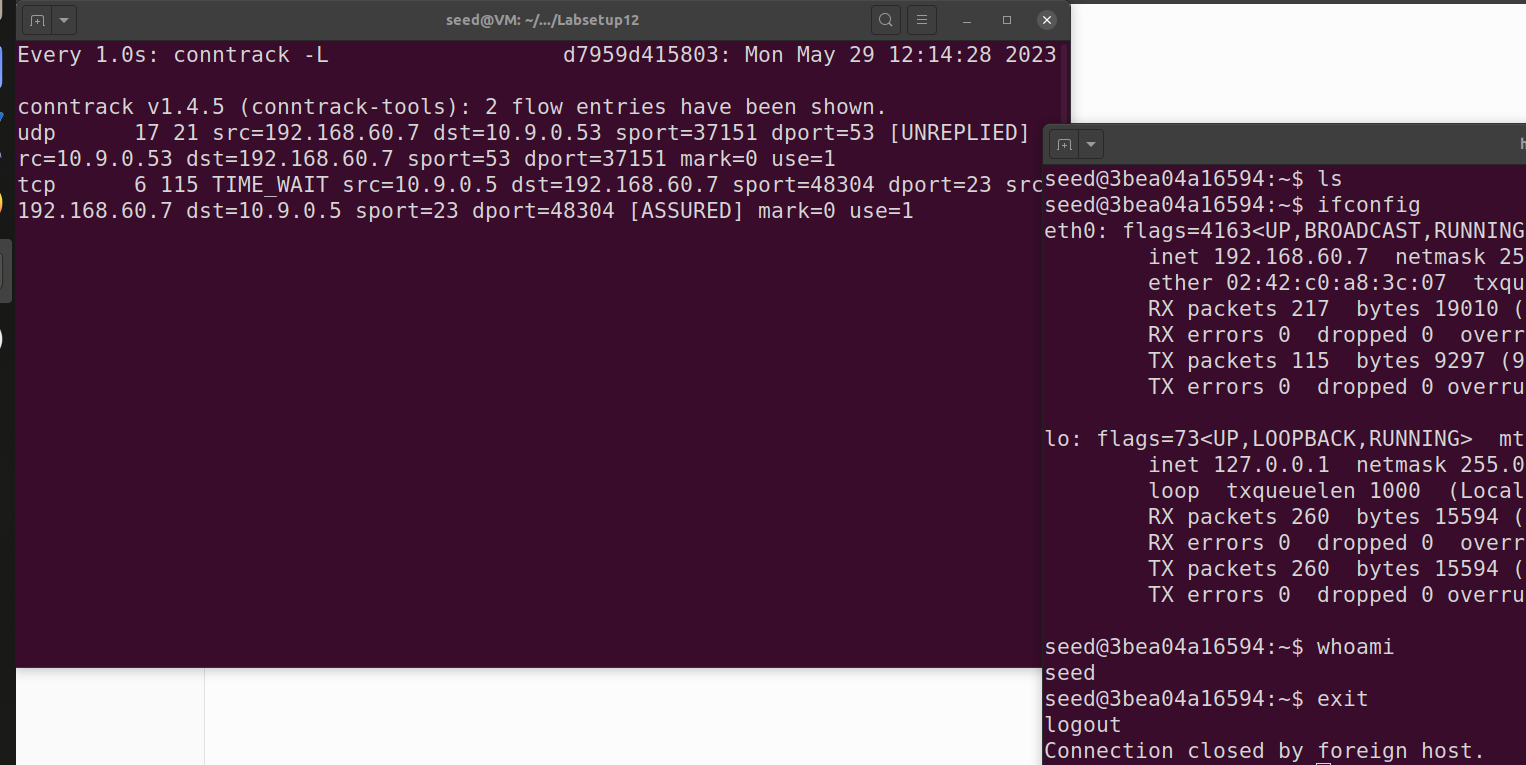 seed@VM: ~/.../Labsetup12
Every 1.0s: conntrack -L d7959d415803: Mon May 29 12:14:28 2023
conntrack v1.4.5 (conntrack-tools): 2 flow entries have been shown.
udp 17 21 src=192.168.60.7 dst=10.9.0.53 sport=37151 dport=53 [UNREPLIED]
rc=10.9.0.53 dst=192.168.60.7 sport=53 dport=37151 mark=0 use=1
tcp 6 115 TIME_WAIT src=10.9.0.5 dst=192.168.60.7 sport=48304 dport=23 src
192.168.60.7 dst=10.9.0.5 sport=23 dport=48304 [ASSURED] mark=0 use=1
seed@3bea04a16594:~$ ls
seed@3bea04a16594:~$ ifconfig
eth0: flags=4163<UP,BROADCAST,RUNNING
inet 192.168.60.7 netmask 25
ether 02:42:c0:a8:3c:07 txqu
RX packets 217 bytes 19010 (
RX errors 0 dropped 0 overr
TX packets 115 bytes 9297 (9
TX errors 0 dropped 0 overru
lo: flags=73<UP,LOOPBACK,RUNNING> mt
inet 127.0.0.1 netmask 255.0
loop txqueuelen 1000 (Local
RX packets 260 bytes 15594 (
RX errors 0 dropped 0 overr
TX packets 260 bytes 15594 (
TX errors 0 dropped 0 overru
seed@3bea04a16594:~$ whoami
seed
seed@3bea04a16594:~$ exit
logout
Connection closed by foreign host.